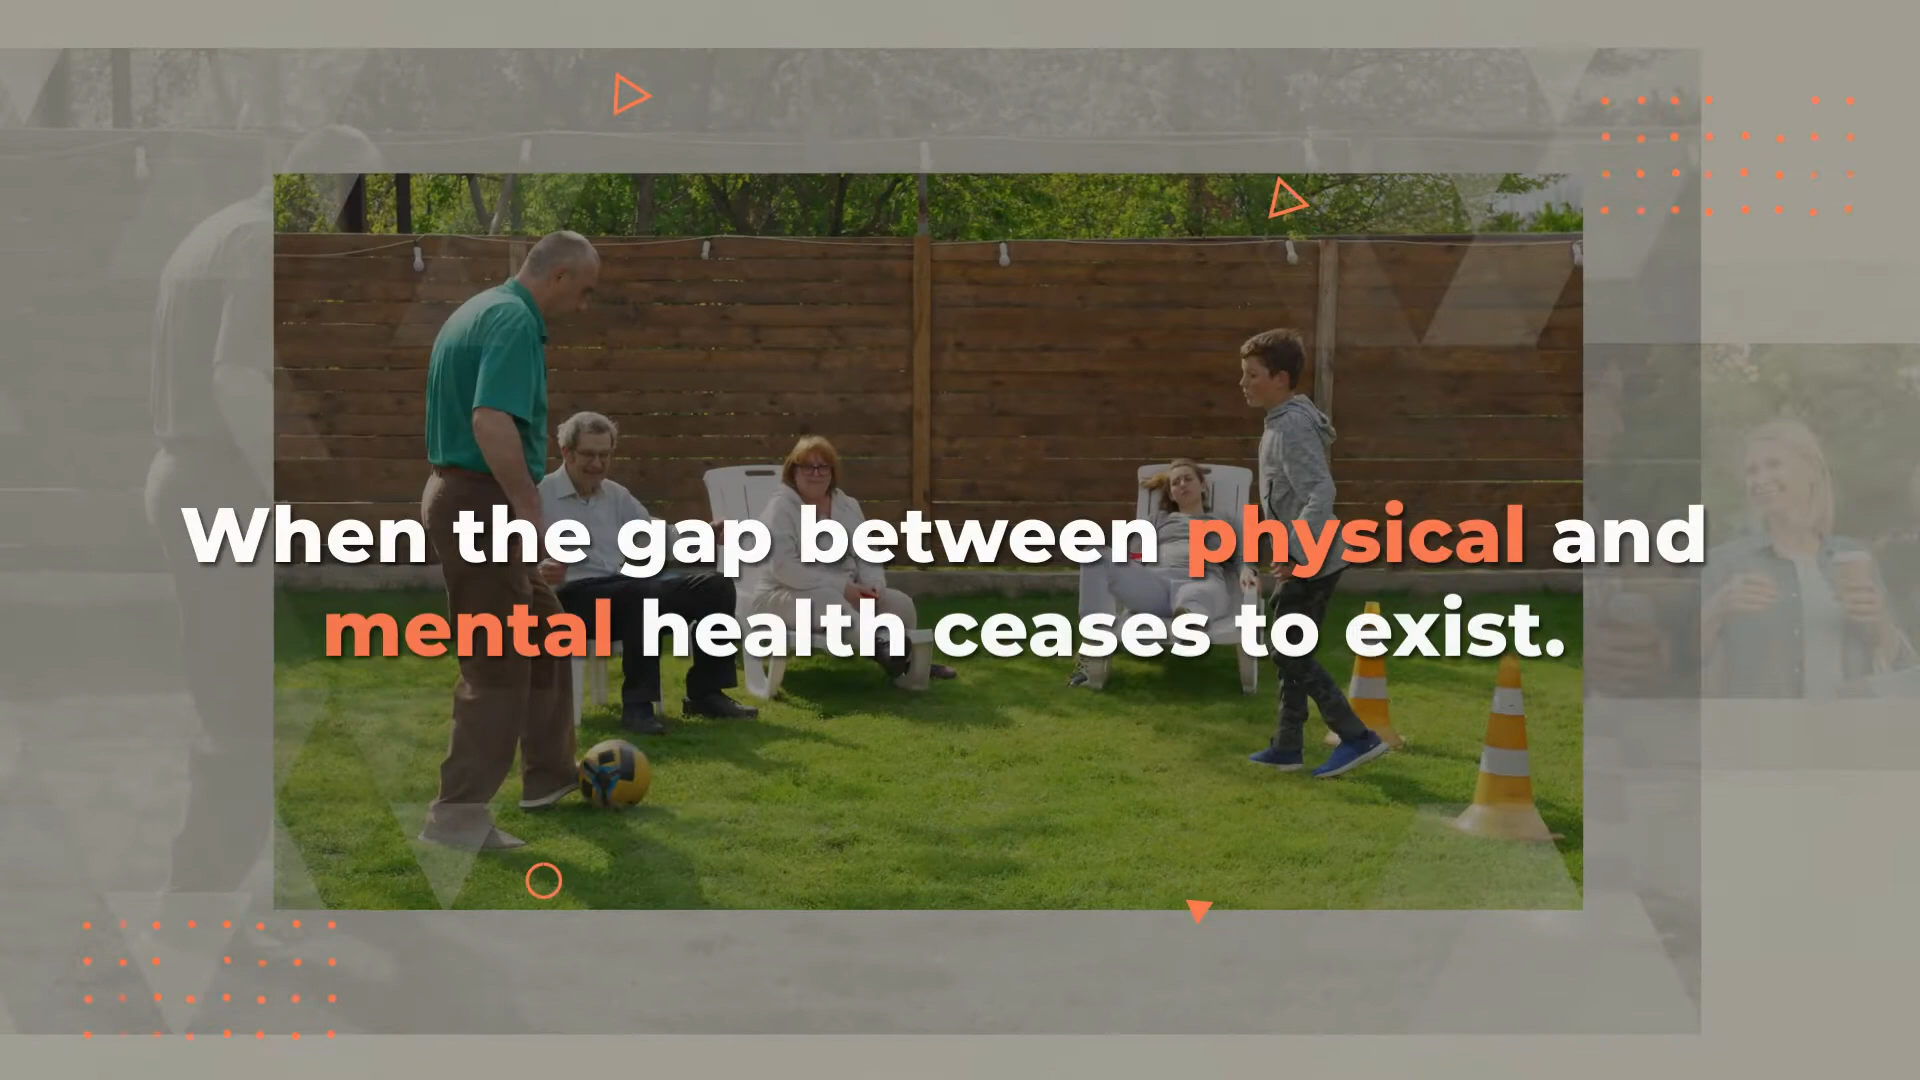 When the gap between physical and
mental health ceases to exist.